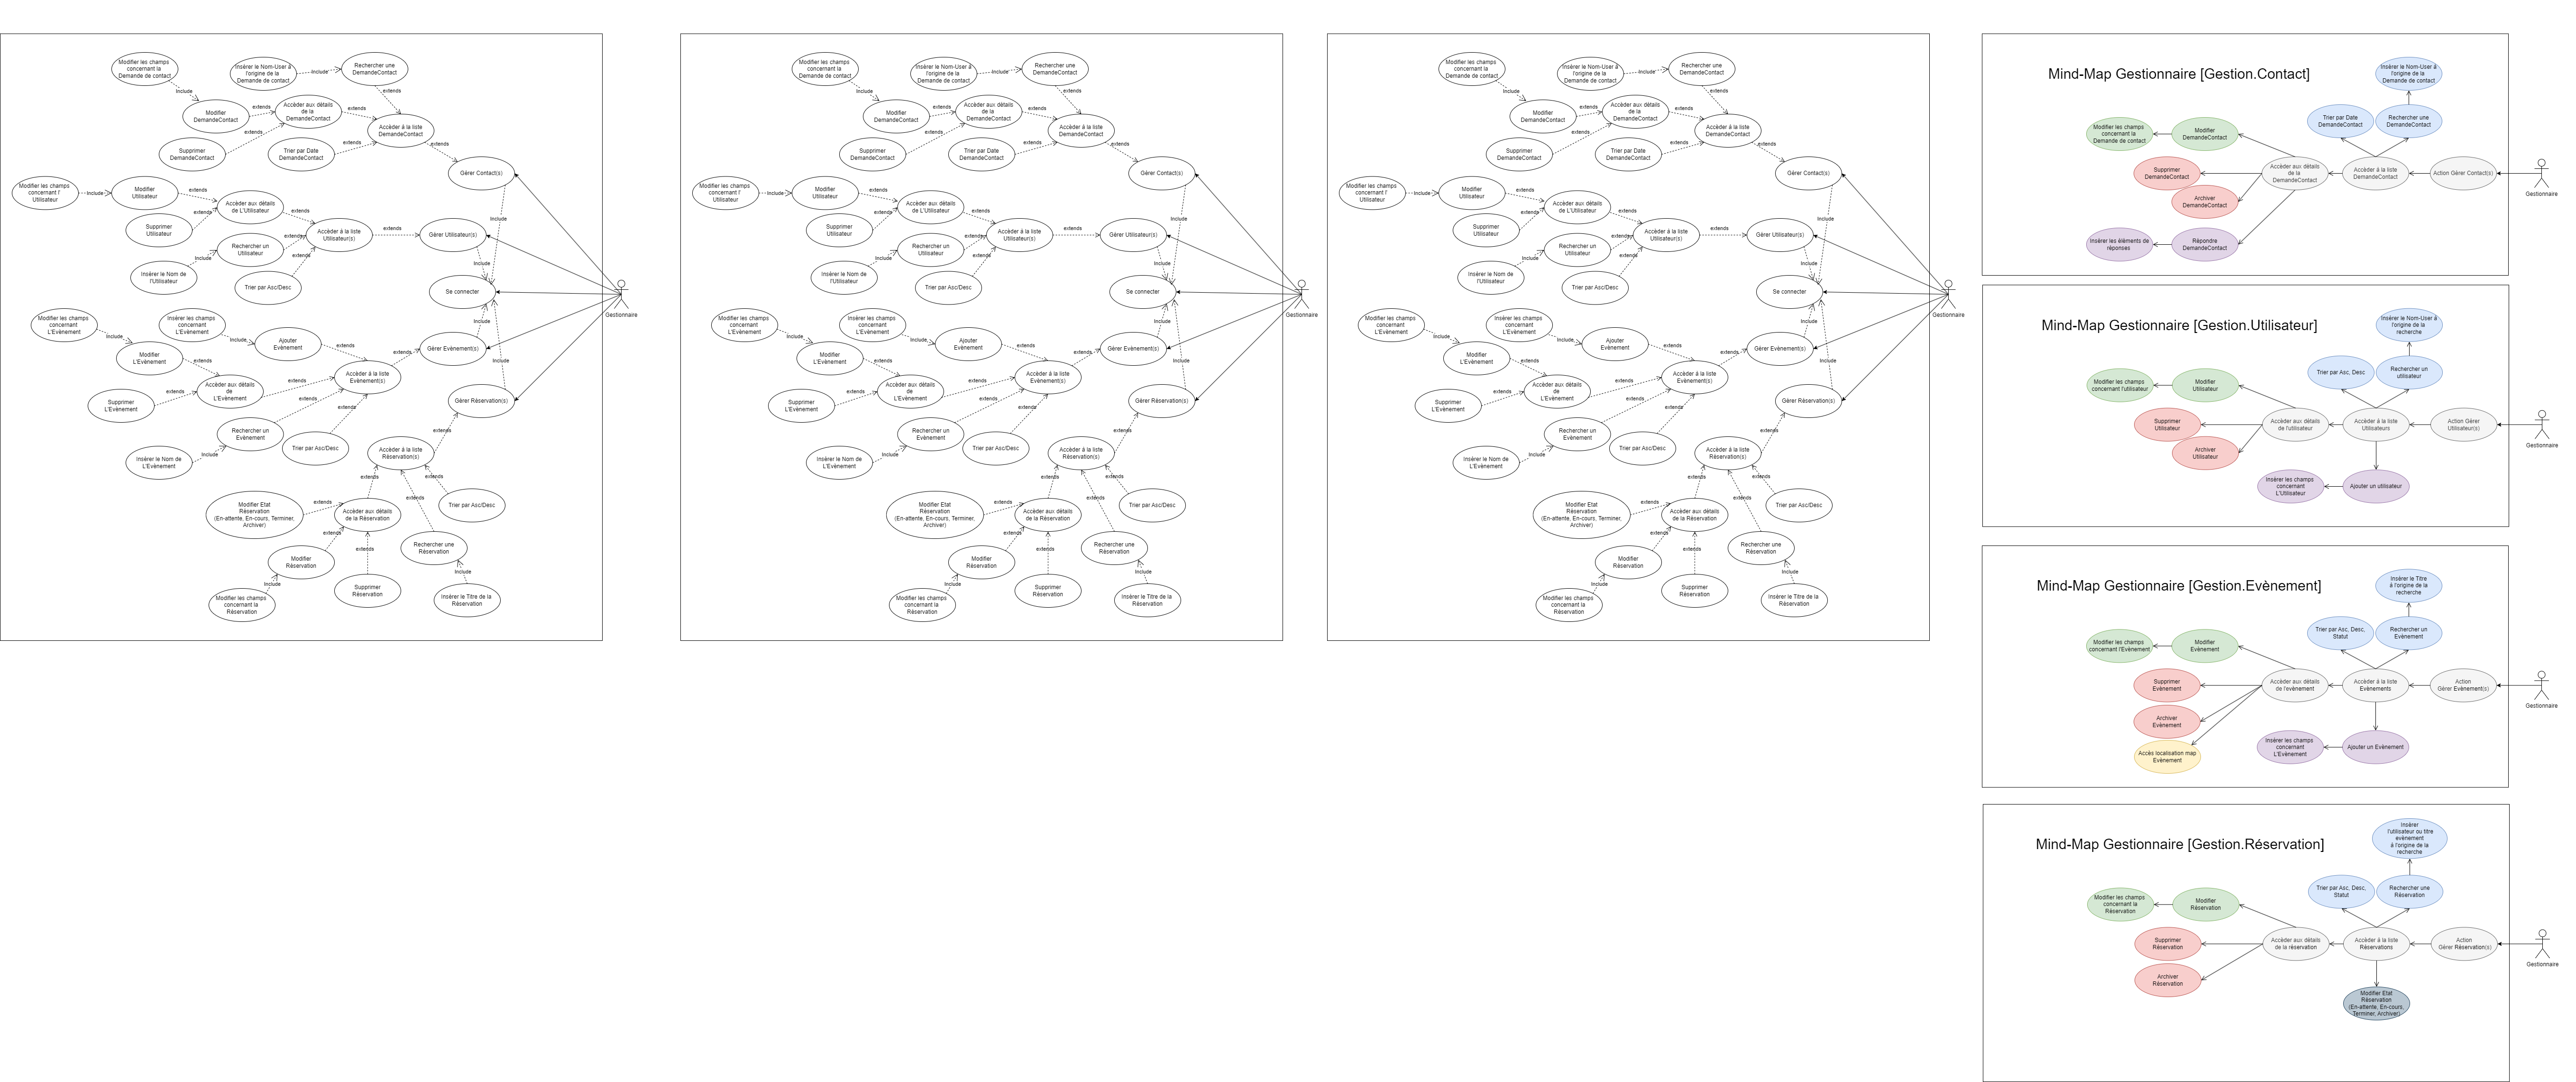 Modifier les champs
concernant la
Demande de contact
Insérer le Nom-User à
l'origine de la
Demande de contact
Include
Rechercher une
DemandeContact
Include
extends
Modifier
DemandeContact
extends
Accèder aux détails
de la
DemandeContact
extends
Accèder à la liste
DemandeContact
extends
Supprimer
DemandeContact
Trier par Date
DemandeContact
extends
extends
Gérer Contact(s)
Modifier les champs
concernant l'
Utilisateur
Include
Modifier
Utilisateur
extends
Accèder aux détails
de L'Utilisateur
extends
extends
Supprimer
Utilisateur
Include
Accèder à la liste
Utilisateur(s)
extends
Gérer Utilisateur(s)
Rechercher un
Utilisateur
extends
Include
Insérer le Nom de
l'Utilisateur
extends
Trier par Asc/Desc
Include
Se connecter
Gestionnaire
Modifier les champs
concernant
L'Evènement
Insérer les champs
concernant
L'Evènement
Include
Include
Ajouter
Evènement
Include
Gérer Evènement(s)
Modifier
L'Evènement
extends
extends
extends
Include
Accèder à la liste
Evènement(s)
Accèder aux détails
de
L'Evènement
extends
extends
Supprimer
L'Evènement
Gérer Réservation(s)
extends
extends
Rechercher un
Evènement
extends
Include
Trier par Asc/Desc
Insérer le Nom de
L'Evènement
Accèder à la liste
Réservation(s)
extends
extends
Modifier Etat
Réservation
(En-attente, En-cours, Terminer,
Archiver)
extends
extends
Trier par Asc/Desc
Accèder aux détails
de la Réservation
extends
extends
Rechercher une
Réservation
Modifier
Réservation
Include
Include
Supprimer
Réservation
Modifier les champs
concernant la
Réservation
Insérer le Titre de la
Réservation
Modifier les champs
concernant la
Demande de contact
Insérer le Nom-User à
l'origine de la
Demande de contact
Include
Rechercher une
DemandeContact
Include
extends
Modifier
DemandeContact
extends
Accèder aux détails
de la
DemandeContact
extends
Accèder à la liste
DemandeContact
extends
Supprimer
DemandeContact
Trier par Date
DemandeContact
extends
extends
Gérer Contact(s)
Modifier les champs
concernant l'
Utilisateur
Include
Modifier
Utilisateur
extends
Accèder aux détails
de L'Utilisateur
extends
extends
Supprimer
Utilisateur
Include
Accèder à la liste
Utilisateur(s)
extends
Gérer Utilisateur(s)
Rechercher un
Utilisateur
extends
Include
Insérer le Nom de
l'Utilisateur
extends
Trier par Asc/Desc
Include
Se connecter
Gestionnaire
Modifier les champs
concernant
L'Evènement
Insérer les champs
concernant
L'Evènement
Include
Include
Ajouter
Evènement
Include
Gérer Evènement(s)
Modifier
L'Evènement
extends
extends
extends
Include
Accèder à la liste
Evènement(s)
Accèder aux détails
de
L'Evènement
extends
extends
Supprimer
L'Evènement
Gérer Réservation(s)
extends
extends
Rechercher un
Evènement
extends
Include
Trier par Asc/Desc
Insérer le Nom de
L'Evènement
Accèder à la liste
Réservation(s)
extends
extends
Modifier Etat
Réservation
(En-attente, En-cours, Terminer,
Archiver)
extends
extends
Trier par Asc/Desc
Accèder aux détails
de la Réservation
extends
extends
Rechercher une
Réservation
Modifier
Réservation
Include
Include
Supprimer
Réservation
Modifier les champs
concernant la
Réservation
Insérer le Titre de la
Réservation
Modifier les champs
concernant la
Demande de contact
Insérer le Nom-User à
l'origine de la
Demande de contact
Include
Rechercher une
DemandeContact
Include
extends
Modifier
DemandeContact
extends
Accèder aux détails
de la
DemandeContact
extends
Accèder à la liste
DemandeContact
extends
Supprimer
DemandeContact
Trier par Date
DemandeContact
extends
extends
Gérer Contact(s)
Modifier les champs
concernant l'
Utilisateur
Include
Modifier
Utilisateur
extends
Accèder aux détails
de L'Utilisateur
extends
extends
Supprimer
Utilisateur
Include
Accèder à la liste
Utilisateur(s)
extends
Gérer Utilisateur(s)
Rechercher un
Utilisateur
extends
Include
Insérer le Nom de
l'Utilisateur
extends
Trier par Asc/Desc
Include
Se connecter
Gestionnaire
Modifier les champs
concernant
L'Evènement
Insérer les champs
concernant
L'Evènement
Include
Include
Ajouter
Evènement
Include
Gérer Evènement(s)
Modifier
L'Evènement
extends
extends
extends
Include
Accèder à la liste
Evènement(s)
Accèder aux détails
de
L'Evènement
extends
extends
Supprimer
L'Evènement
Gérer Réservation(s)
extends
extends
Rechercher un
Evènement
extends
Include
Trier par Asc/Desc
Insérer le Nom de
L'Evènement
Accèder à la liste
Réservation(s)
extends
extends
Modifier Etat
Réservation
(En-attente, En-cours, Terminer,
Archiver)
extends
extends
Trier par Asc/Desc
Accèder aux détails
de la Réservation
extends
extends
Rechercher une
Réservation
Modifier
Réservation
Include
Include
Supprimer
Réservation
Modifier les champs
concernant la
Réservation
Insérer le Titre de la
Réservation
Mind-Map Gestionnaire [Gestion.Contact]
Insérer le Nom-User à
l'origine de la
Demande de contact
Trier par Date
DemandeContact
Rechercher une
DemandeContact
Modifier les champs
concernant la
Demande de contact
Modifier
DemandeContact
Supprimer
DemandeContact
Accèder aux détails
de la
DemandeContact
Accèder à la liste
DemandeContact
Action Gérer Contact(s)
Gestionnaire
Archiver
DemandeContact
Insérer les éléments de
réponses
Répondre
DemandeContact
Mind-Map Gestionnaire [Gestion.Utilisateur]
Insérer le Nom-User à
l'origine de la
recherche
Trier par Asc, Desc
Rechercher un
utilisateur
Modifier les champs
concernant l'utilisateur
Modifier
Utilisateur
Supprimer
Utilisateur
Accèder aux détails
de l'utilisateur
Accèder à la liste
Utilisateurs
Action Gérer
Utilisateur(s)
Gestionnaire
Archiver
Utilisateur
Insérer les champs
concernant
L'Utilisateur
Ajouter un utilisateur
Mind-Map Gestionnaire [Gestion.Evènement]
Insérer le Titre
à l'origine de la
recherche
Trier par Asc, Desc,
Statut
Rechercher un
Evènement
Modifier les champs
concernant l'Evènement
Modifier
Evènement
Supprimer
Evènement
Accèder aux détails
de l'evènement
Accèder à la liste
Evènements
Action
Gérer Evènement(s)
Gestionnaire
Archiver
Evènement
Accès localisation map
Evènement
Insérer les champs
concernant
L'Evènement
Ajouter un Evènement
Mind-Map Gestionnaire [Gestion.Réservation]
Insérer
l'utilisateur ou titre
evènement
à l'origine de la
recherche
Trier par Asc, Desc,
Statut
Rechercher une
Réservation
Modifier les champs
concernant la
Réservation
Modifier
Réservation
Supprimer
Réservation
Accèder aux détails
de la réservation
Accèder à la liste
Réservations
Action
Gérer Réservation(s)
Gestionnaire
Archiver
Réservation
Modifier Etat
Réservation
(En-attente, En-cours,
Terminer, Archiver)